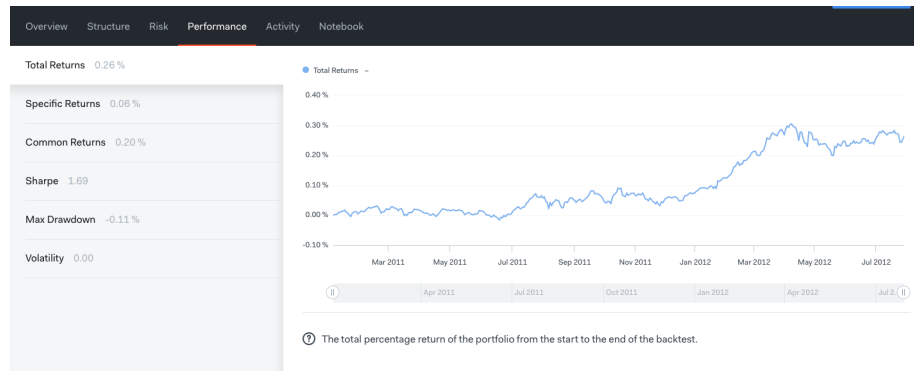 Overview Structure Risk Performance Activity Notebook
Total Returns 0.26 %
Specific Returns 0.06 %
Common Returns 0.20 %
Sharpe 1.69
Max Drawdown -0.11 %
Volatility 0.00
Total Returns –
0.40 %
0.30 %
0.20 %
0.10 %
0.00 %
-0.10 %
Mar 2011 May 2011 Jul 2011 Sep 2011 Nov 2011 Jan 2012 Mar 2012 May 2012 Jul 2012
Apr 2011 Jul 2011 Oct 2011 Jan 2012 Apr 2012 Jul 2.
The total percentage return of the portfolio from the start to the end of the backtest.